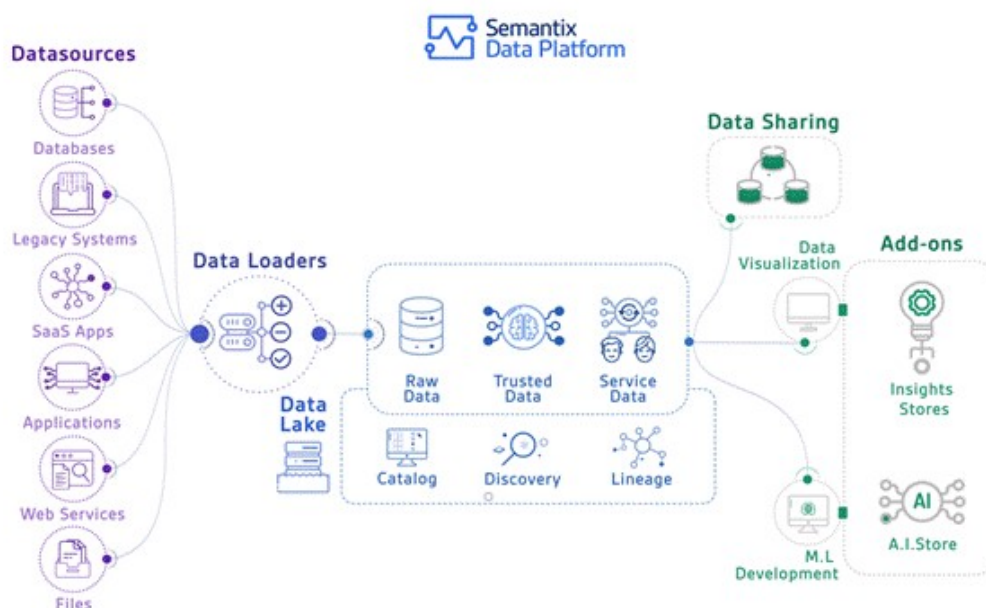 Semantix
Data Platform
Datasources
Databases
Legacy Systems
SaaS Apps
Applications
Web Services
Files
Data Loaders
Data
Lake
Raw
Data
Trusted
Data
Service
Data
Catalog
Discovery
Lineage
Data Sharing
Data
Visualization
M.L
Development
Add-ons
Insights
Stores
AI
A.I.Store